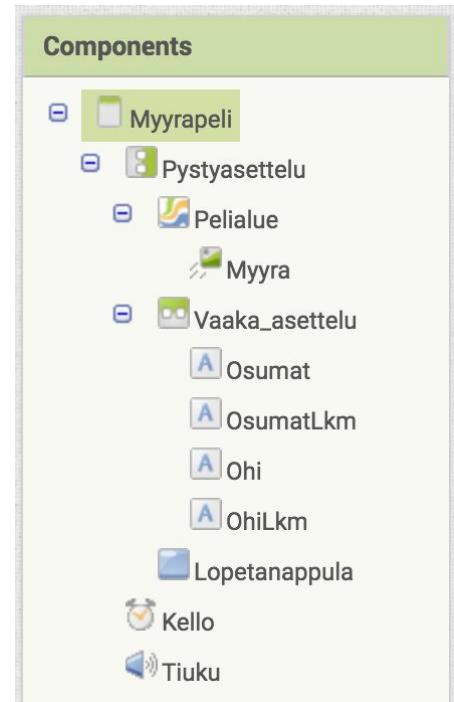 Components
Myyrapeli
Pystyasettelu
Pelialue
Myyra
Vaaka_asettelu
A Osumat
A OsumatLkm
A Ohi
A OhiLkm
Lopetanappula
Kello
Tiuku